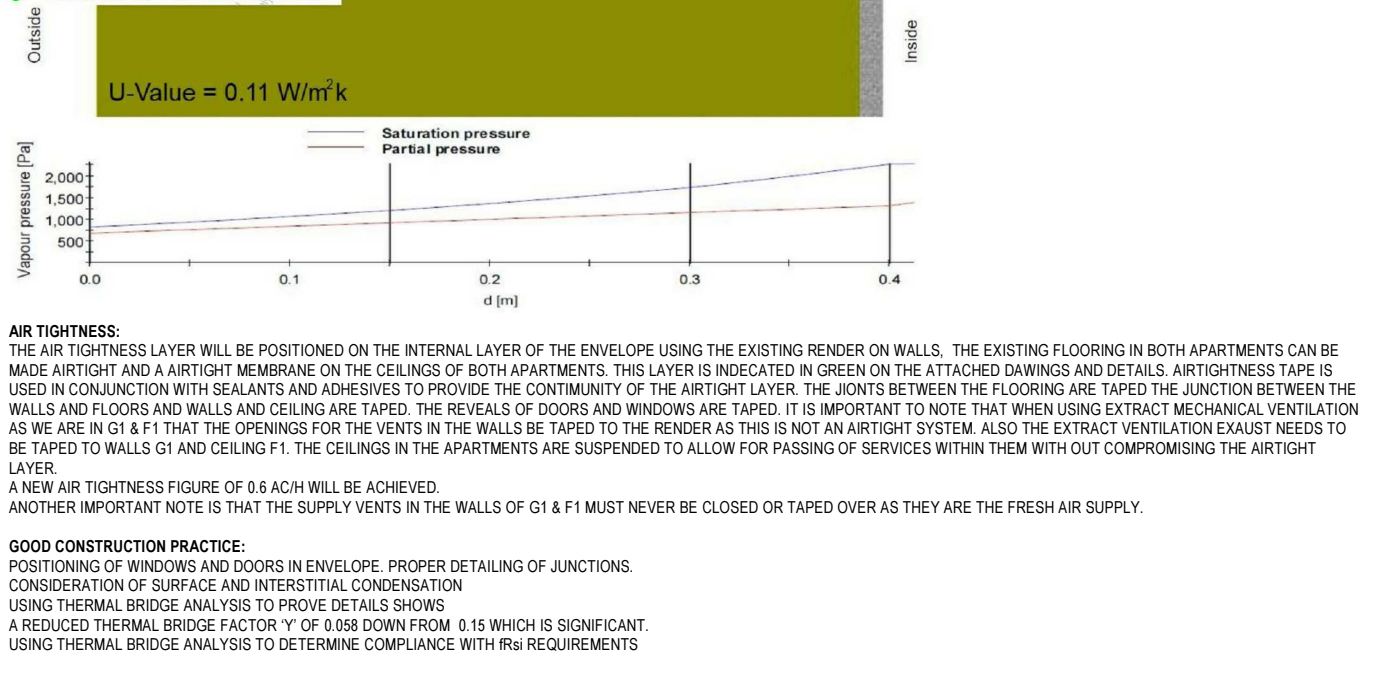 Outside
Inside
U-Value = 0.11 W/m²k
Saturation pressure
Partial pressure
Vapour pressure [Pa]
2,000
1,500
1,000
500
0.0
0.1
0.2
0.3
0.4
d [m]
AIR TIGHTNESS:
THE AIR TIGHTNESS LAYER WILL BE POSITIONED ON THE INTERNAL LAYER OF THE ENVELOPE USING THE EXISTING RENDER ON WALLS, THE EXISTING FLOORING IN BOTH APARTMENTS CAN BE
MADE AIRTIGHT AND A AIRTIGHT MEMBRANE ON THE CEILINGS OF BOTH APARTMENTS. THIS LAYER IS INDECATED IN GREEN ON THE ATTACHED DAWINGS AND DETAILS. AIRTIGHTNESS TAPE IS
USED IN CONJUNCTION WITH SEALANTS AND ADHESIVES TO PROVIDE THE CONTIMUNITY OF THE AIRTIGHT LAYER. THE JIONTS BETWEEN THE FLOORING ARE TAPED THE JUNCTION BETWEEN THE
WALLS AND FLOORS AND WALLS AND CEILING ARE TAPED. THE REVEALS OF DOORS AND WINDOWS ARE TAPED. IT IS IMPORTANT TO NOTE THAT WHEN USING EXTRACT MECHANICAL VENTILATION
AS WE ARE IN G1 & F1 THAT THE OPENINGS FOR THE VENTS IN THE WALLS BE TAPED TO THE RENDER AS THIS IS NOT AN AIRTIGHT SYSTEM. ALSO THE EXTRACT VENTILATION EXAUST NEEDS TO
BE TAPED TO WALLS G1 AND CEILING F1. THE CEILINGS IN THE APARTMENTS ARE SUSPENDED TO ALLOW FOR PASSING OF SERVICES WITHIN THEM WITH OUT COMPROMISING THE AIRTIGHT
LAYER.
A NEW AIR TIGHTNESS FIGURE OF 0.6 AC/H WILL BE ACHIEVED.
ANOTHER IMPORTANT NOTE IS THAT THE SUPPLY VENTS IN THE WALLS OF G1 & F1 MUST NEVER BE CLOSED OR TAPED OVER AS THEY ARE THE FRESH AIR SUPPLY.
GOOD CONSTRUCTION PRACTICE:
POSITIONING OF WINDOWS AND DOORS IN ENVELOPE. PROPER DETAILING OF JUNCTIONS.
CONSIDERATION OF SURFACE AND INTERSTITIAL CONDENSATION
USING THERMAL BRIDGE ANALYSIS TO PROVE DETAILS SHOWS
A REDUCED THERMAL BRIDGE FACTOR 'Y' OF 0.058 DOWN FROM 0.15 WHICH IS SIGNIFICANT.
USING THERMAL BRIDGE ANALYSIS TO DETERMINE COMPLIANCE WITH fRsi REQUIREMENTS